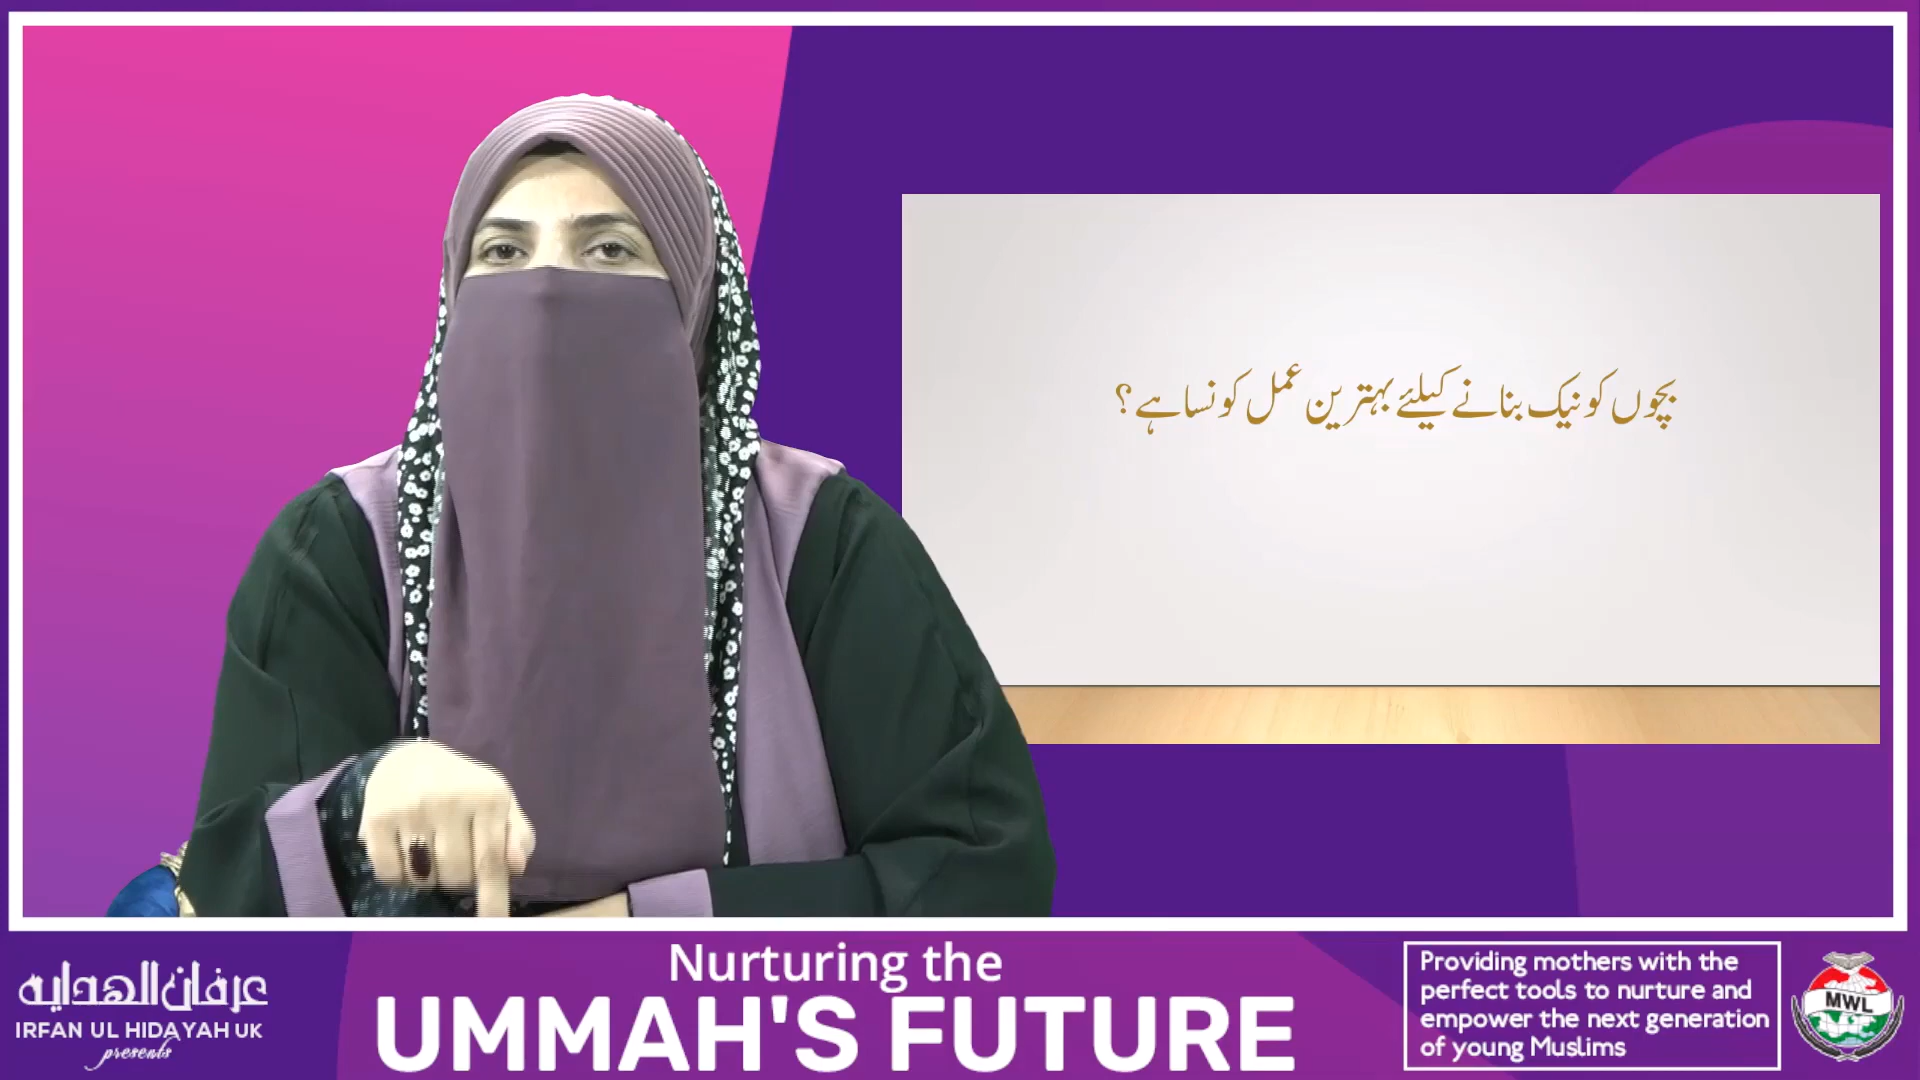 بچوں کو نیک بنانے کیلئے بہترین عمل کونسا ہے؟
عرفان الهدایه
IRFAN UL HIDAYAH UK
presents
Nurturing the
UMMAH'S FUTURE
Providing mothers with the
perfect tools to nurture and
empower the next generation
of young Muslims
MWL